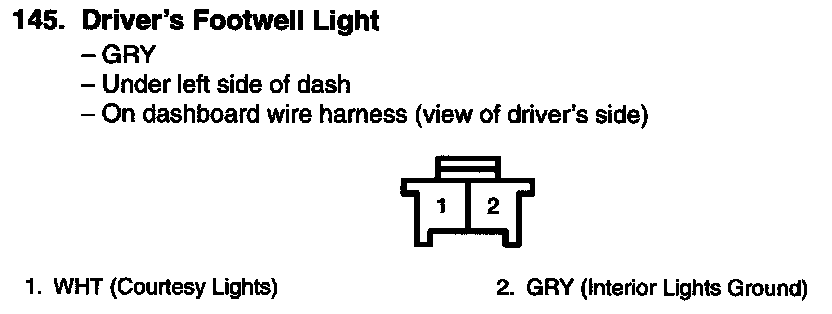 145. Driver's Footwell Light
– GRY
– Under left side of dash
– On dashboard wire harness (view of driver's side)
1 2
1. WHT (Courtesy Lights) 2. GRY (Interior Lights Ground)